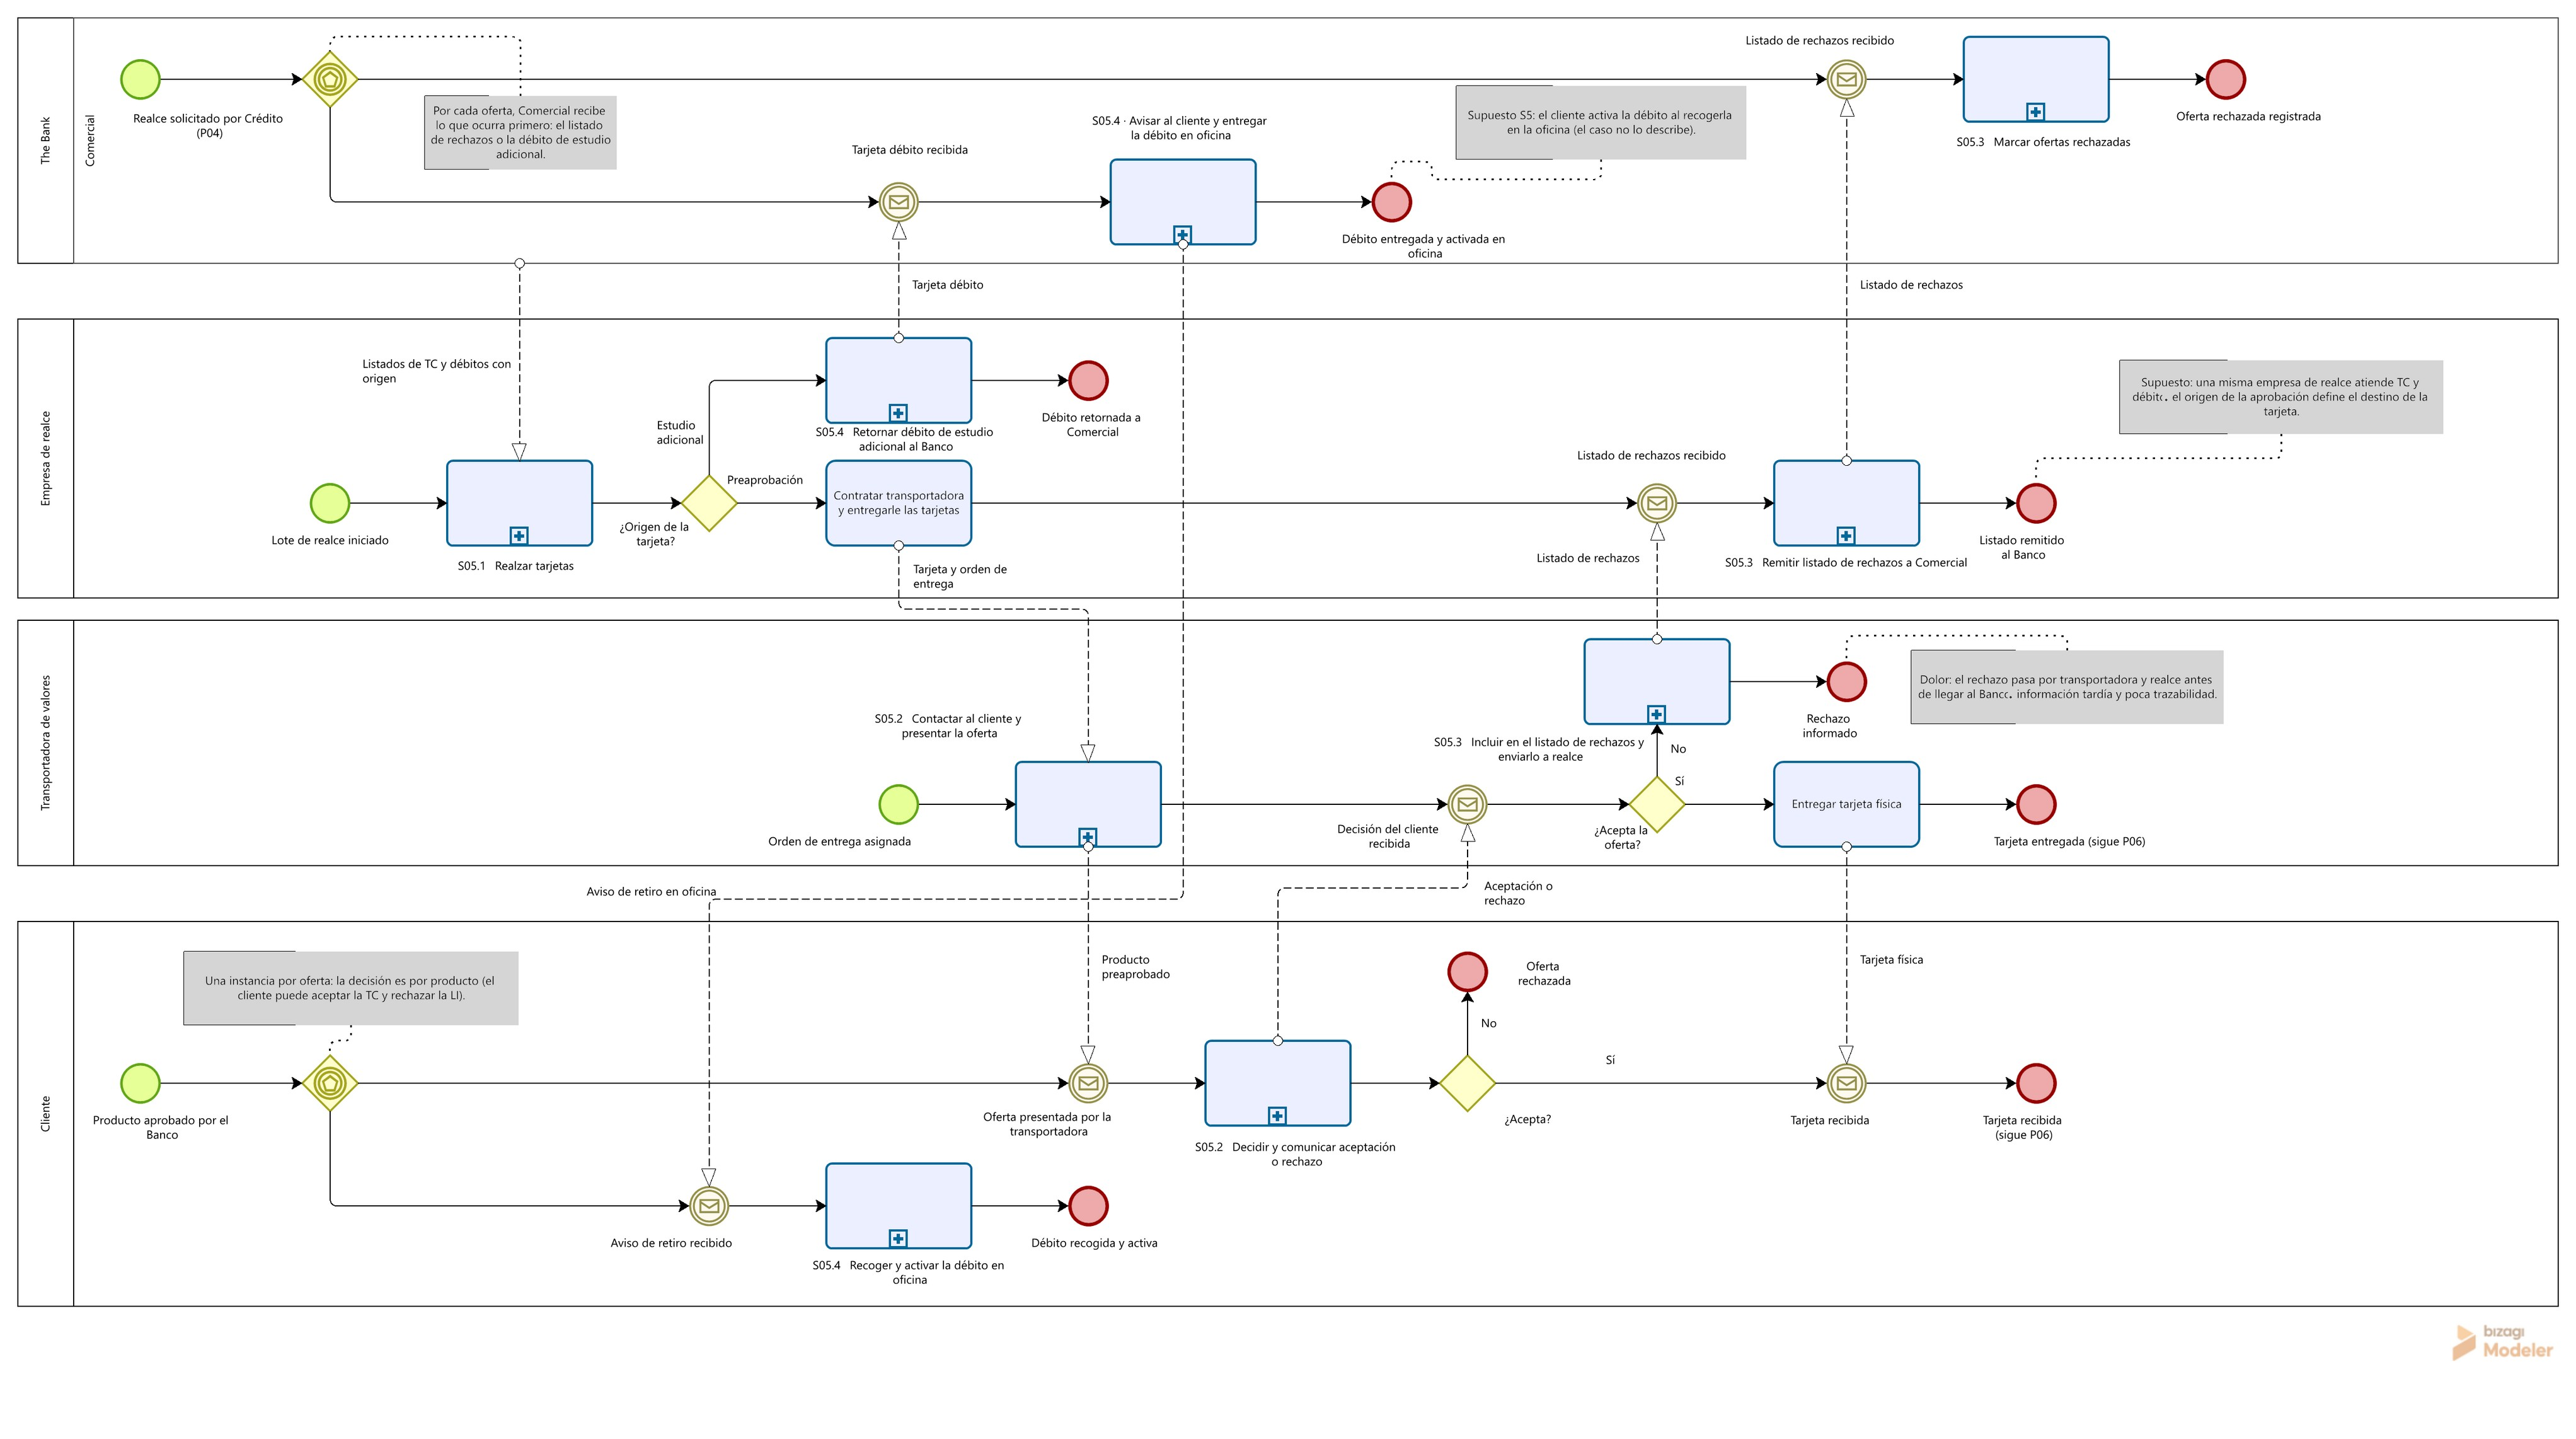 The Bank
Comercial
Realce solicitado por Crédito
(P04)
Por cada oferta, Comercial recibe
lo que ocurra primero: el listado
de rechazos o la débito de estudio
adicional.
Tarjeta débito recibida
S05.4 · Avisar al cliente y entregar
la débito en oficina
Supuesto S5: el cliente activa la débito al recogerla
en la oficina (el caso no lo describe).
Débito entregada y activada en
oficina
Listado de rechazos recibido
S05.3 Marcar ofertas rechazadas
Oferta rechazada registrada
Tarjeta débito
Listado de rechazos
Empresa de realce
Listados de TC y débitos con
origen
Lote de realce iniciado
S05.1 Realzar tarjetas
¿Origen de la
tarjeta?
Estudio
adicional
Preaprobación
S05.4 Retornar débito de estudio
adicional al Banco
Débito retornada a
Comercial
Contratar transportadora
y entregarle las tarjetas
Tarjeta y orden de
entrega
Listado de rechazos recibido
Listado de rechazos
S05.3 Remitir listado de rechazos a Comercial
Listado remitido
al Banco
Supuesto: una misma empresa de realce atiende TC y
débito. el origen de la aprobación define el destino de la
tarjeta.
Transportadora de valores
Orden de entrega asignada
S05.2 Contactar al cliente y
presentar la oferta
Decisión del cliente
recibida
¿Acepta la
oferta?
No
Sí
S05.3 Incluir en el listado de rechazos y
enviarlo a realce
Rechazo
informado
Dolor: el rechazo pasa por transportadora y realce antes
de llegar al Banco. información tardía y poca trazabilidad.
Entregar tarjeta física
Tarjeta entregada (sigue P06)
Aviso de retiro en oficina
Aceptación o
rechazo
Cliente
Una instancia por oferta: la decisión es por producto (el
cliente puede aceptar la TC y rechazar la LI).
Producto aprobado por el
Banco
Producto
preaprobado
Oferta presentada por la
transportadora
S05.2 Decidir y comunicar aceptación
o rechazo
Oferta
rechazada
No
¿Acepta?
Sí
Tarjeta física
Tarjeta recibida
Tarjeta recibida
(sigue P06)
Aviso de retiro recibido
S05.4 Recoger y activar la débito en
oficina
Débito recogida y activa
bizagi
Modeler